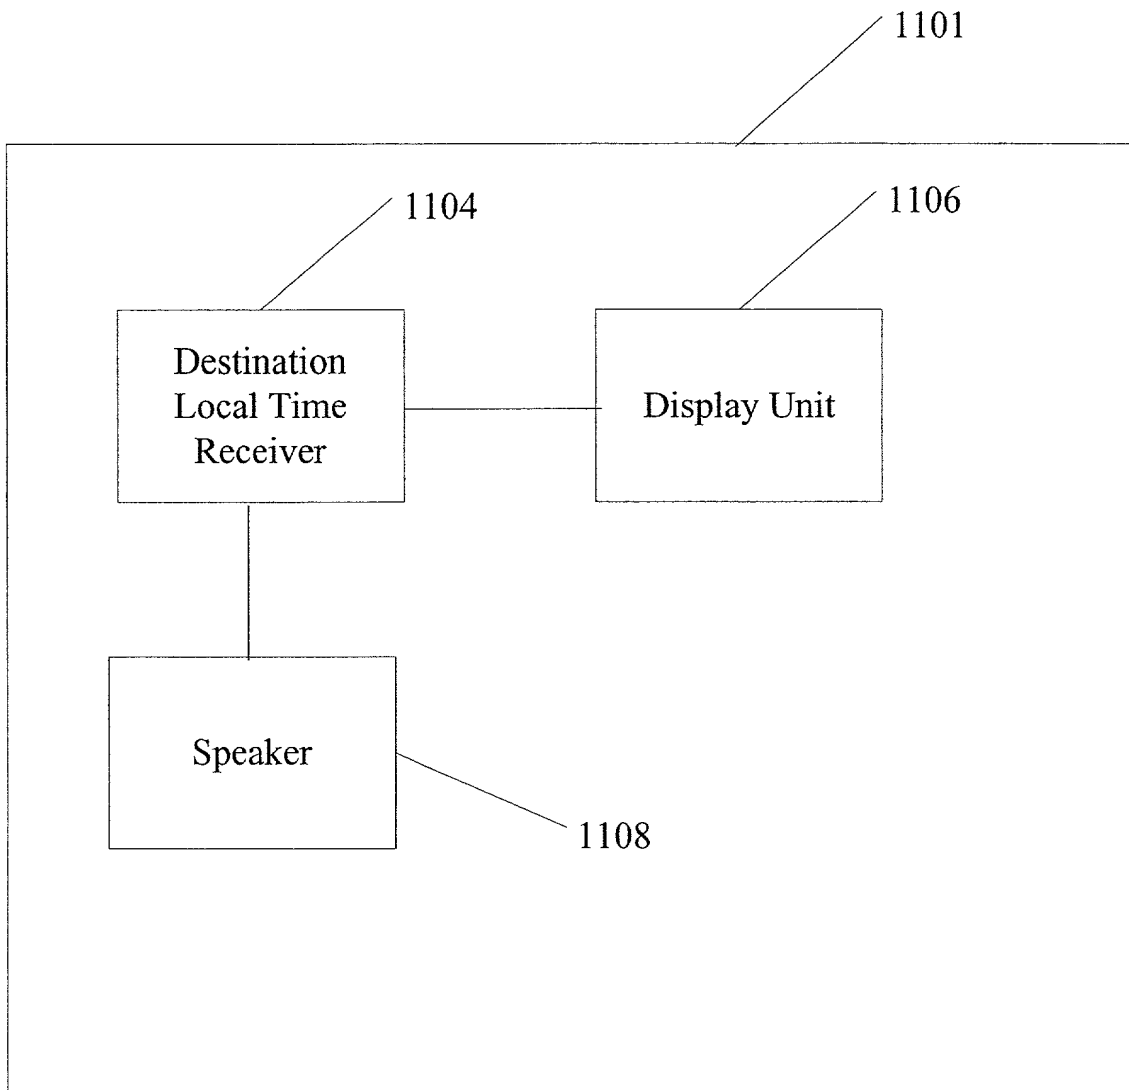 1101
1104
1106
Destination
Local Time
Receiver
Display Unit
Speaker
1108